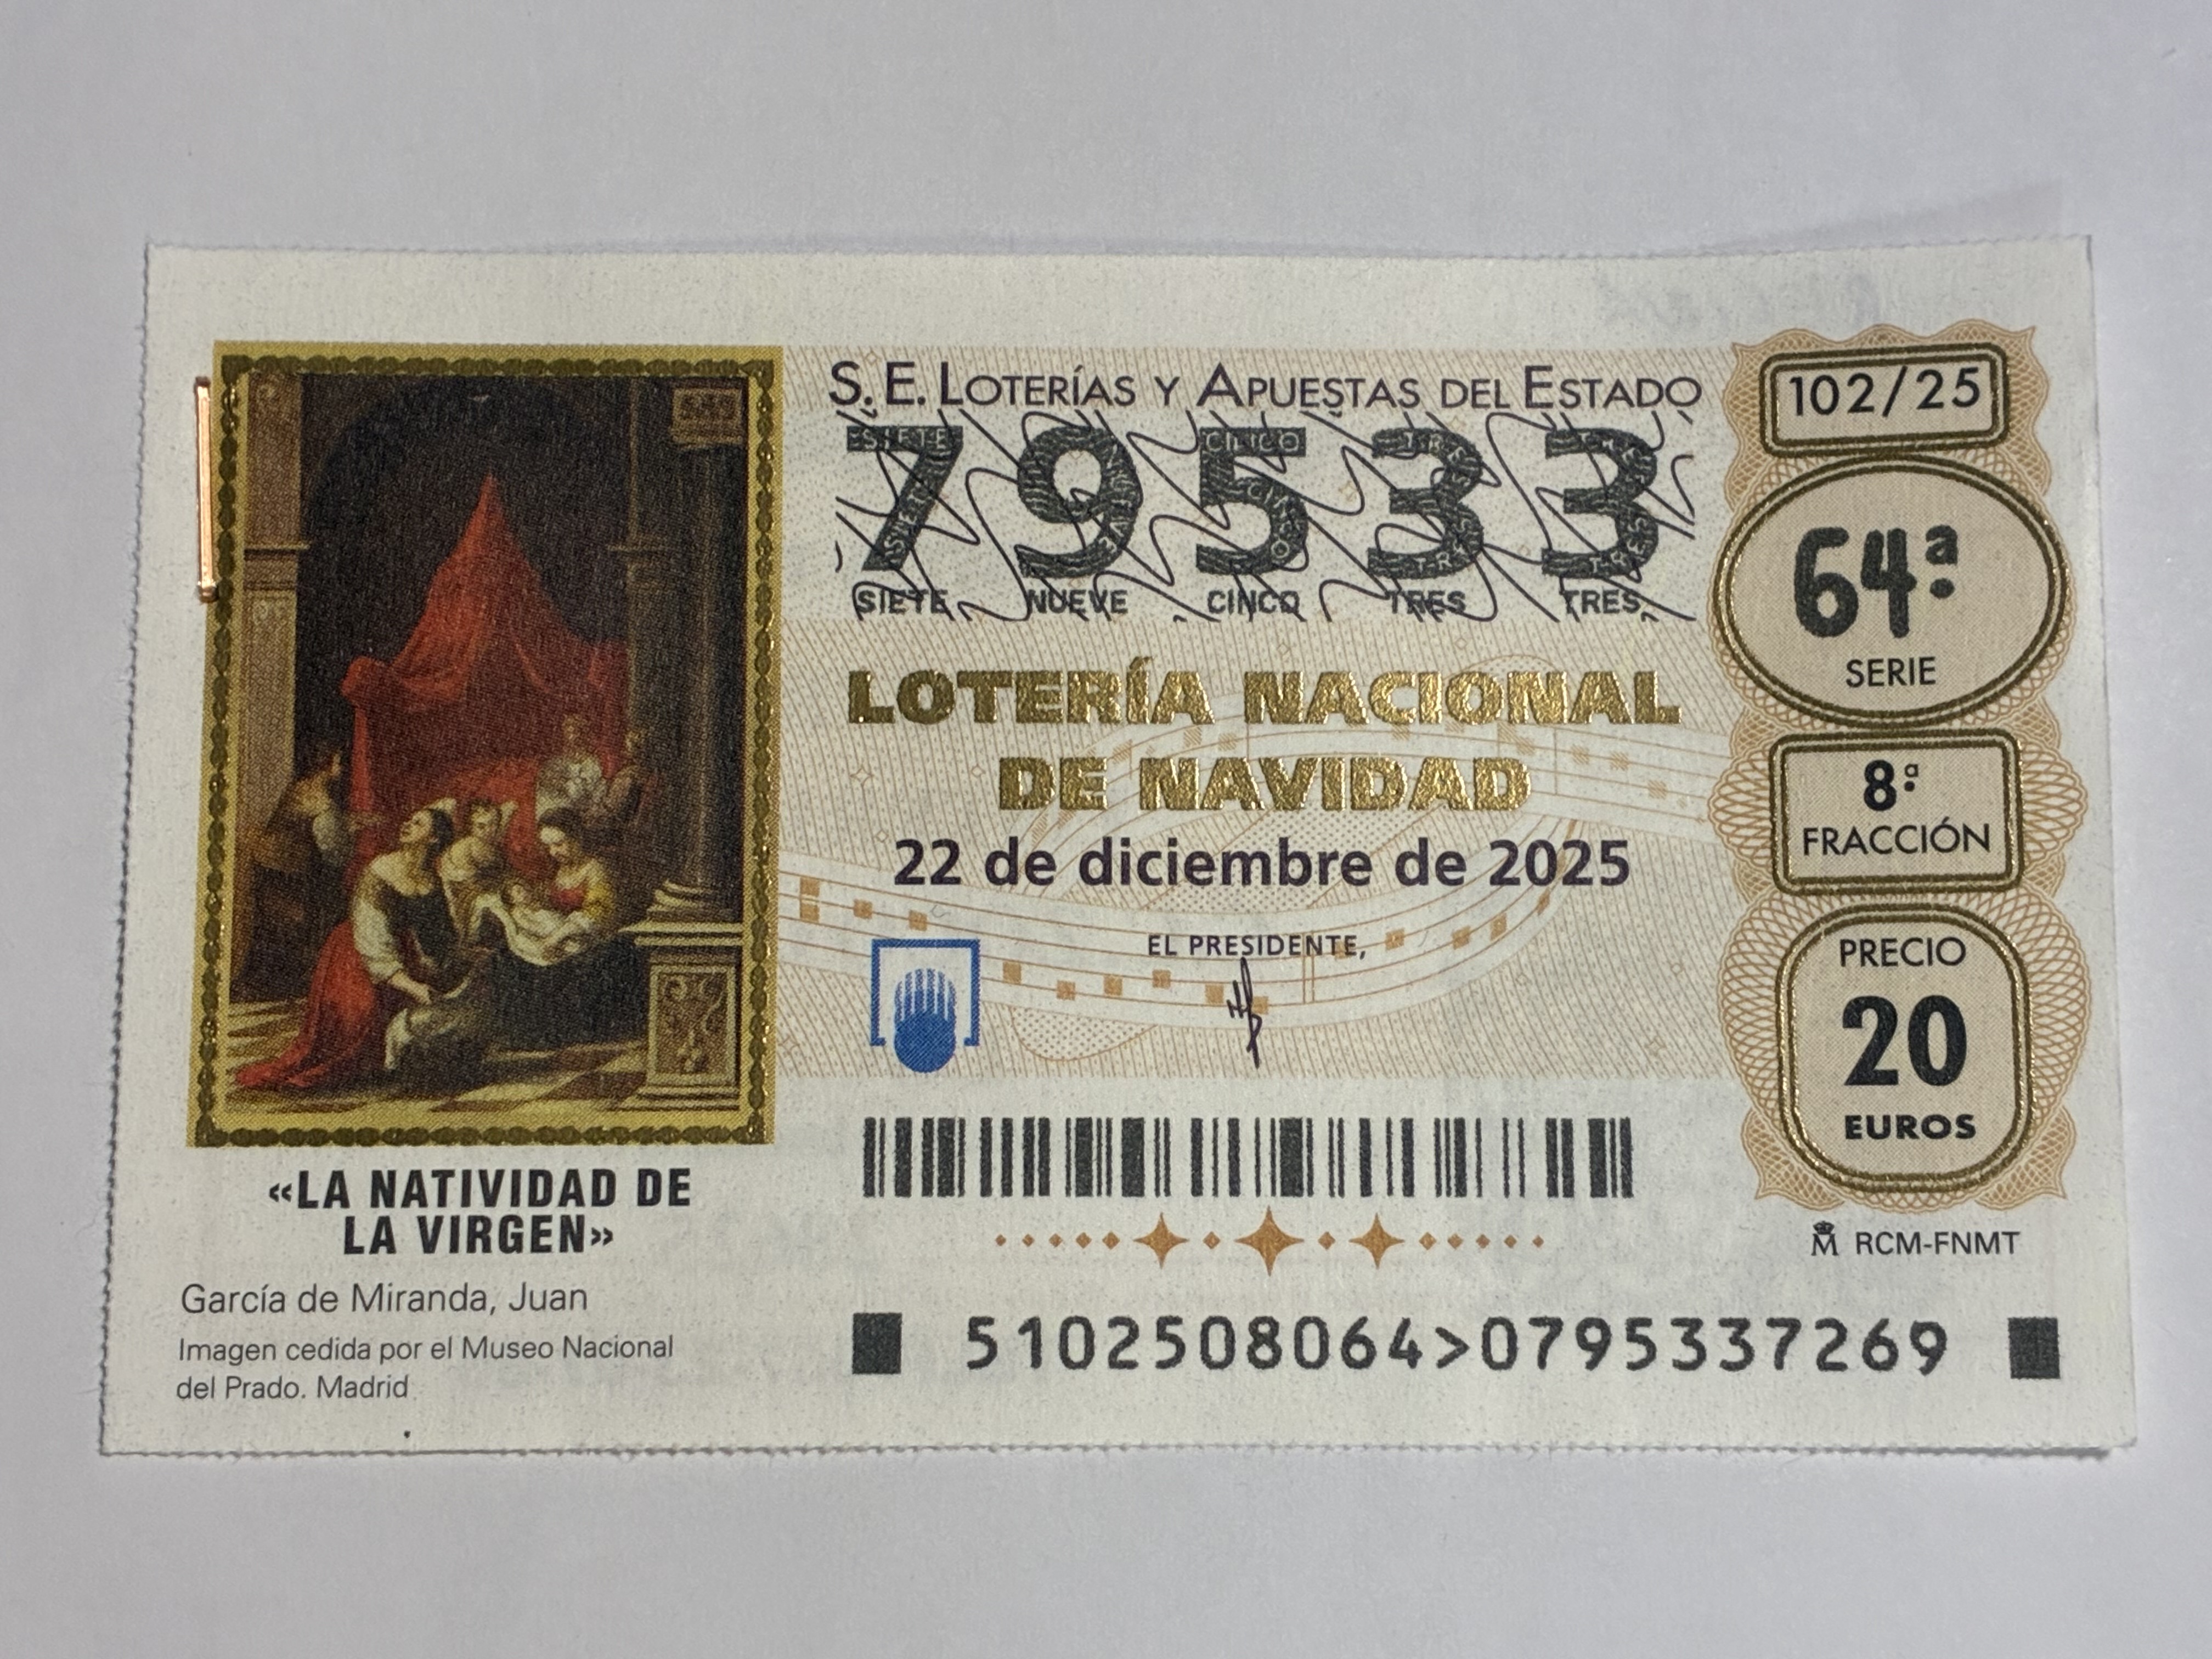 S. E. LOTERÍAS Y APUESTAS DEL ESTADO
79533
SIETE NUEVE CINCO TRES TRES
LOTERÍA NACIONAL
DE NAVIDAD
22 de diciembre de 2025
EL PRESIDENTE,
102/25
64ª
SERIE
8ª
FRACCIÓN
PRECIO
20
EUROS
RCM-FNMT
«LA NATIVIDAD DE
LA VIRGEN»
García de Miranda, Juan
Imagen cedida por el Museo Nacional
del Prado. Madrid
5102508064>0795337269